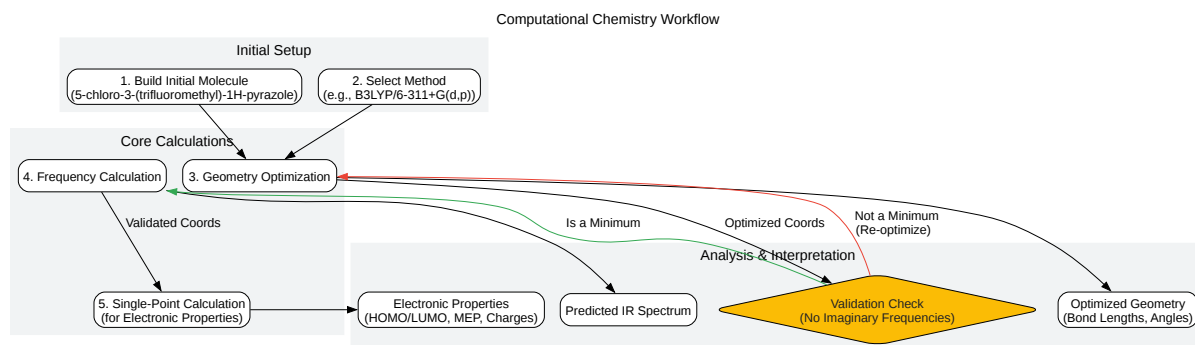 Computational Chemistry Workflow
Initial Setup
1. Build Initial Molecule
(5-chloro-3-(trifluoromethyl)-1H-pyrazole)
2. Select Method
(e.g., B3LYP/6-311+G(d,p))
Core Calculations
4. Frequency Calculation
3. Geometry Optimization
Validated Coords
Is a Minimum
Optimized Coords
Not a Minimum
(Re-optimize)
Analysis & Interpretation
5. Single-Point Calculation
(for Electronic Properties)
Electronic Properties
(HOMO/LUMO, MEP, Charges)
Predicted IR Spectrum
Validation Check
(No Imaginary Frequencies)
Optimized Geometry
(Bond Lengths, Angles)